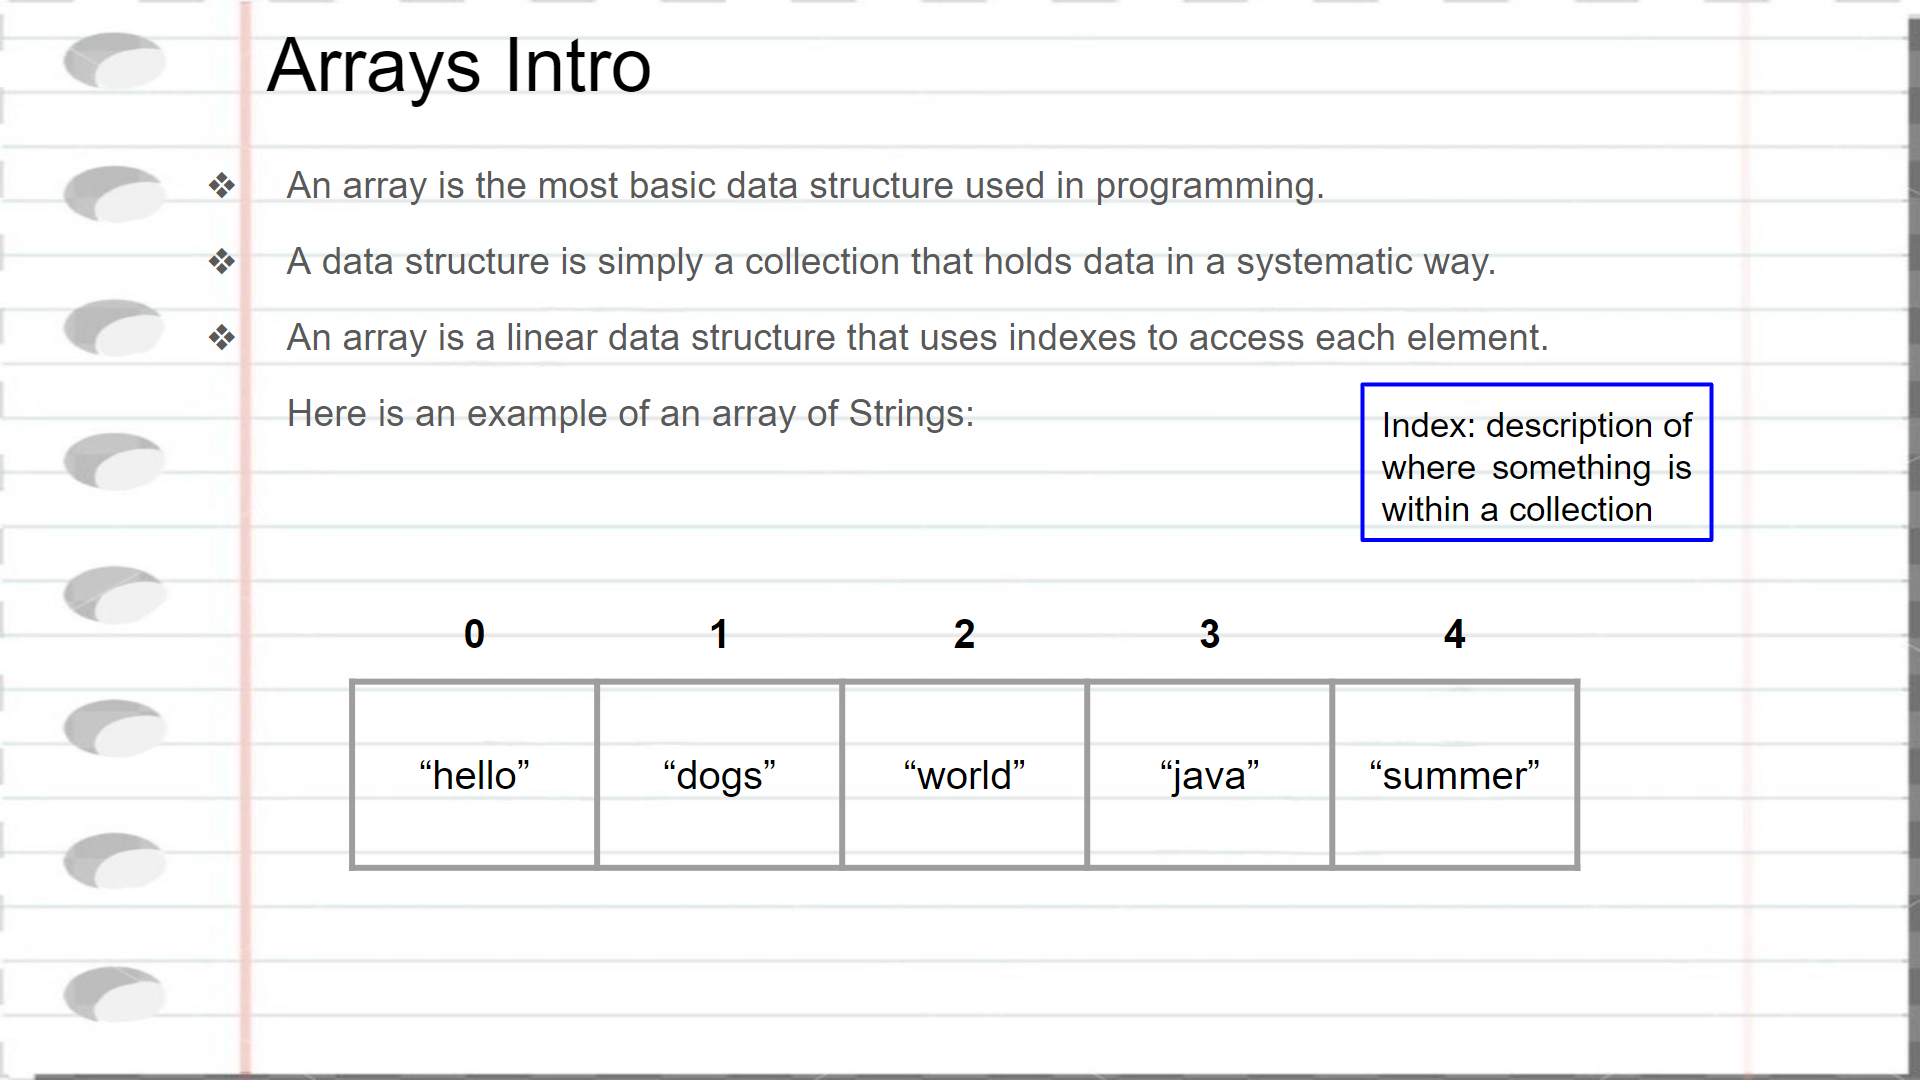 Arrays Intro
❖ An array is the most basic data structure used in programming.
❖ A data structure is simply a collection that holds data in a systematic way.
❖ An array is a linear data structure that uses indexes to access each element.
Here is an example of an array of Strings:
Index: description of
where something is
within a collection
0 1 2 3 4
“hello” “dogs” “world” “java” “summer”